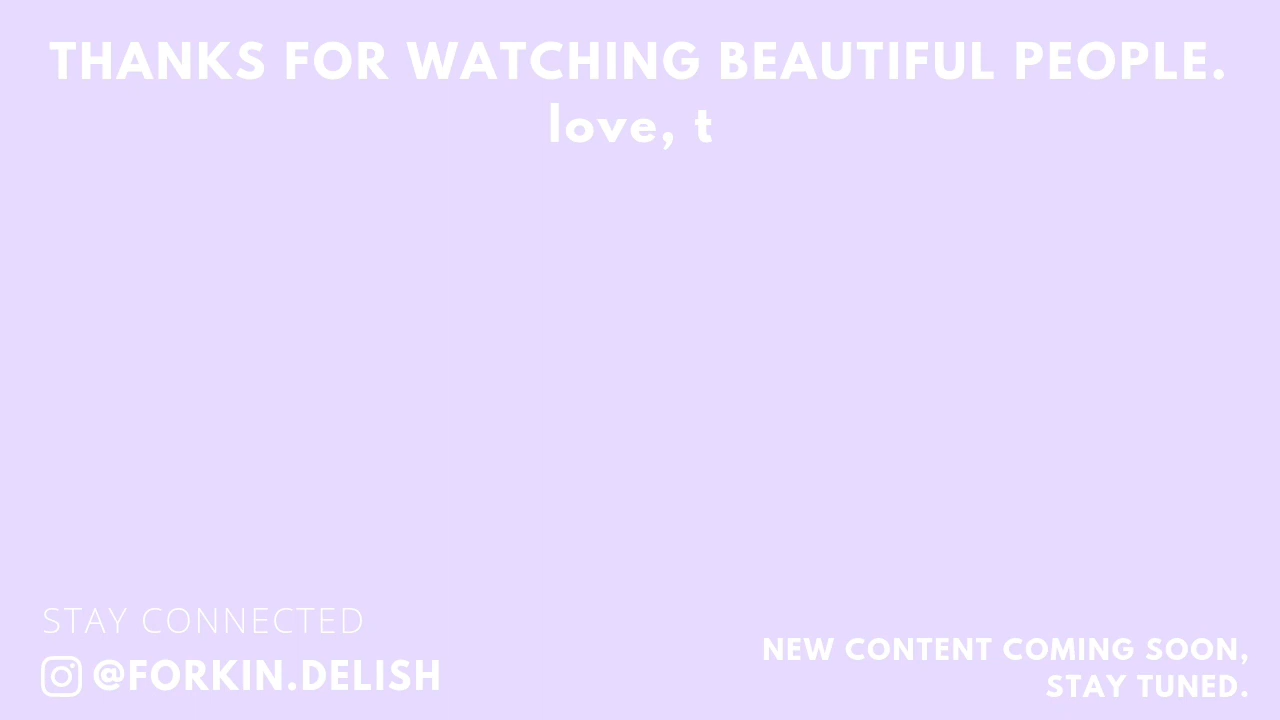 THANKS FOR WATCHING BEAUTIFUL PEOPLE.
love, t
STAY CONNECTED
@FORKIN.DELISH
NEW CONTENT COMING SOON,
STAY TUNED.